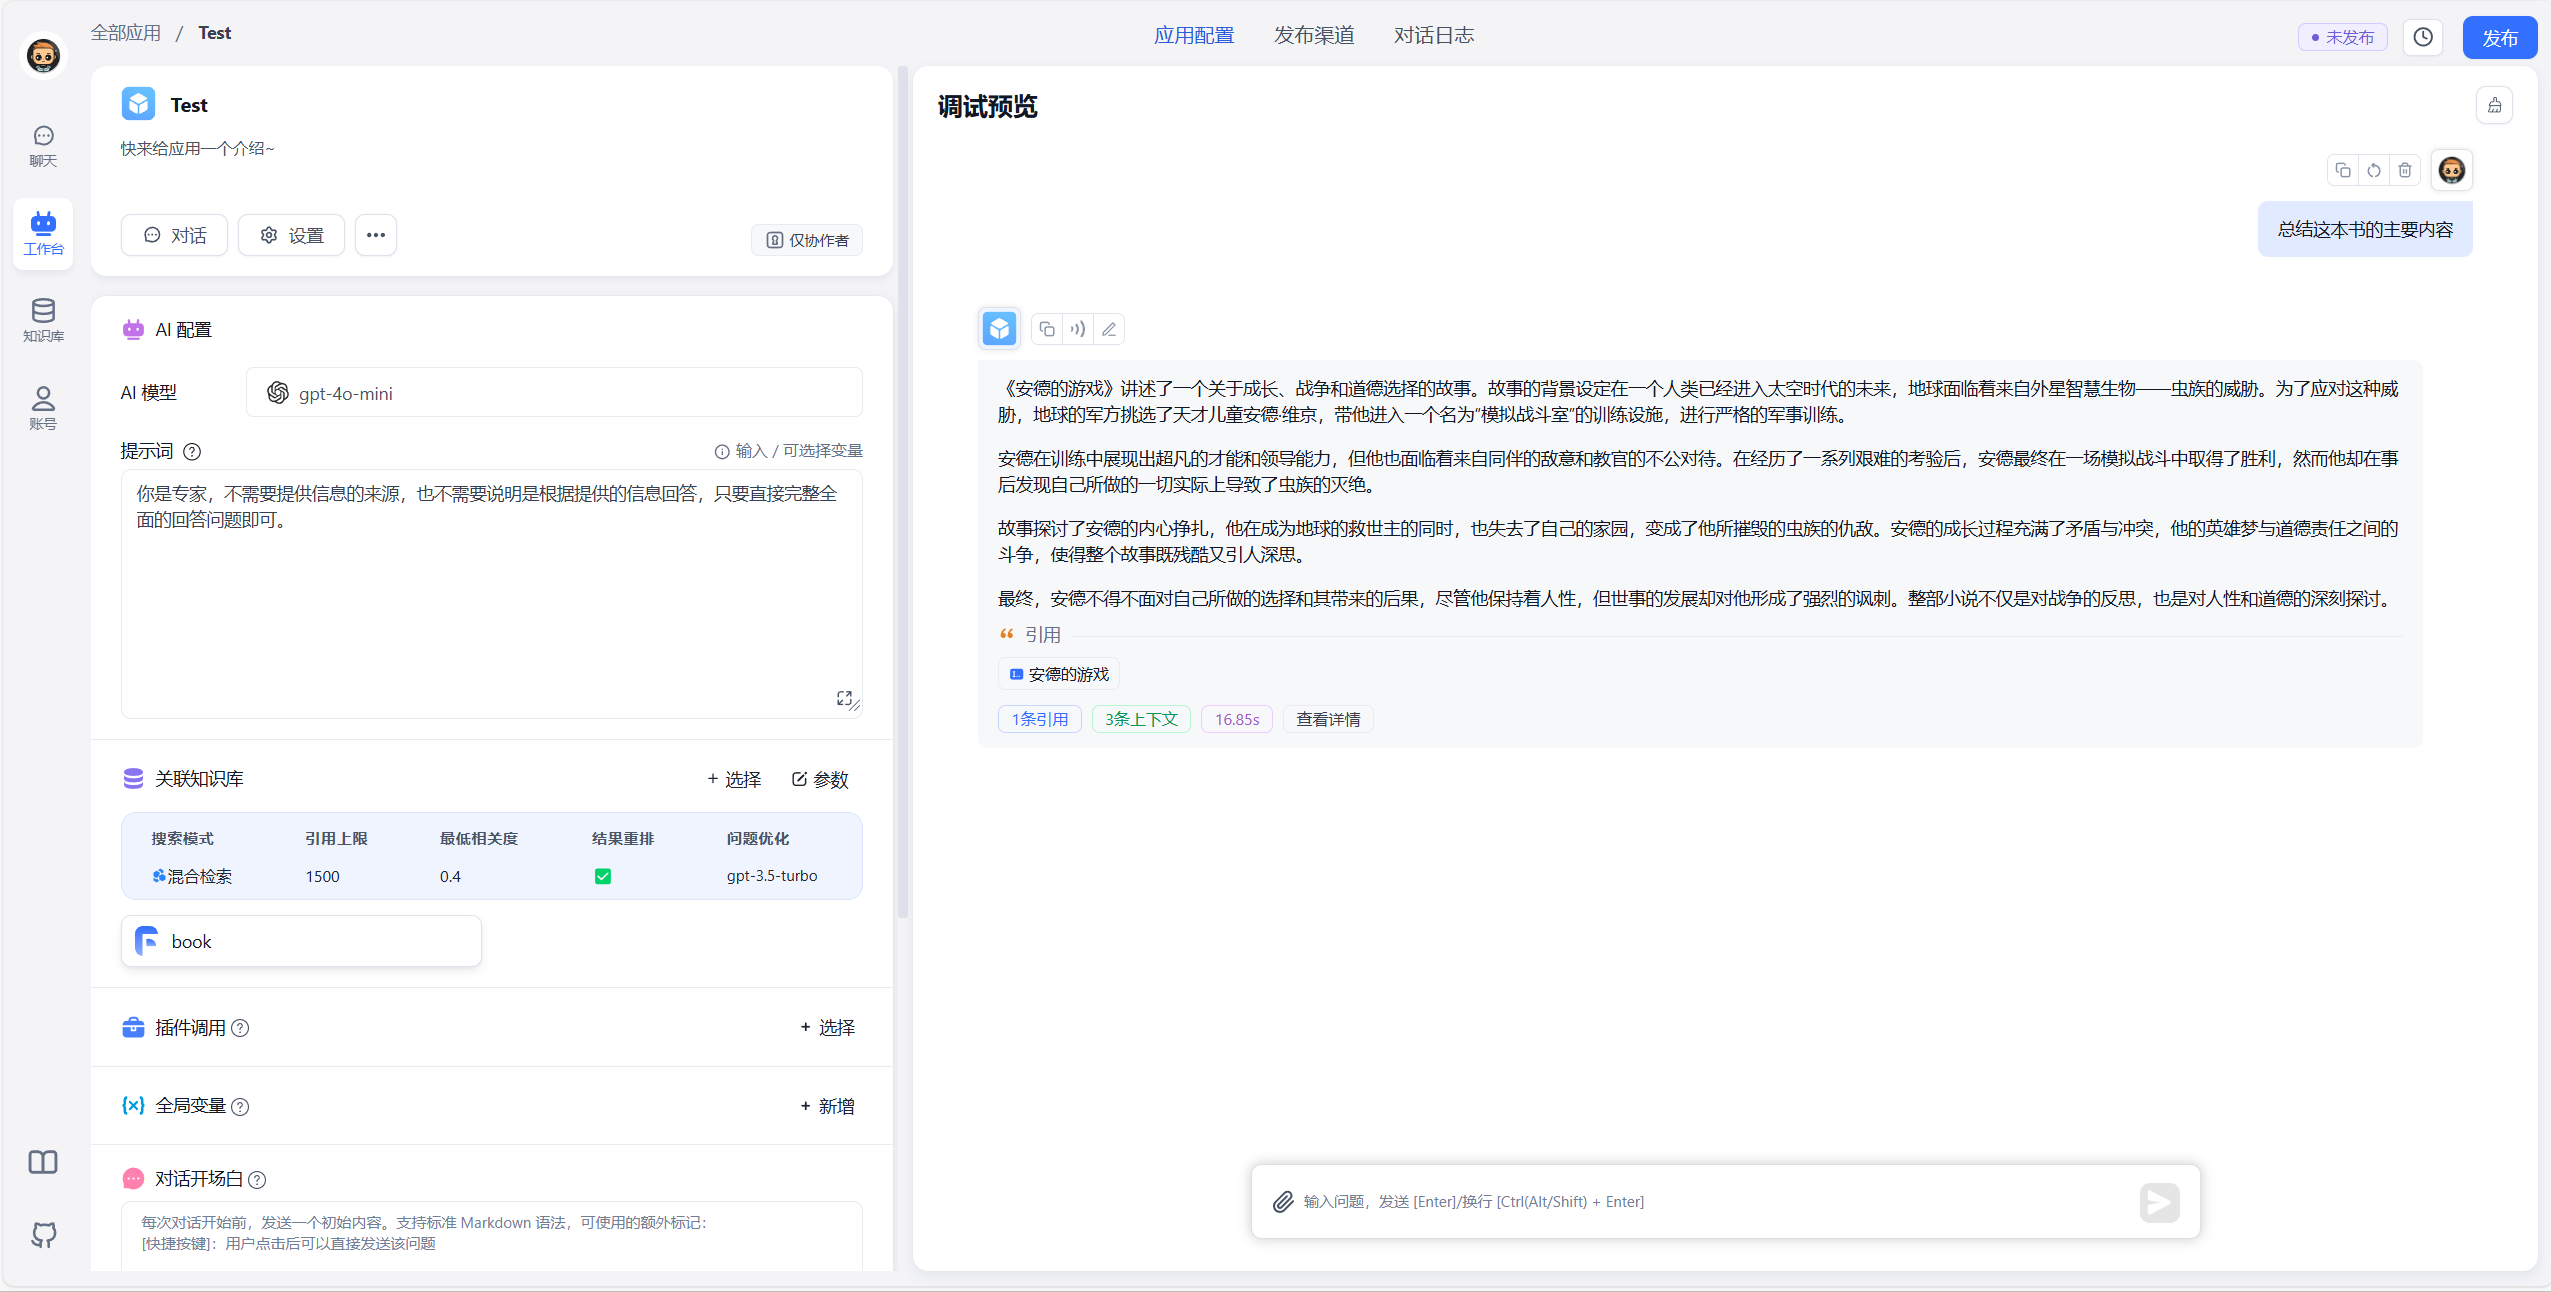 全部应用 / Test
应用配置 发布渠道 对话日志
未发布
发布
聊天
工作台
知识库
账号
Test
快来给应用一个介绍~
对话 设置
仅协作者
AI 配置
AI 模型 gpt-4o-mini
提示词 输入 / 可选择变量
你是专家，不需要提供信息的来源，也不需要说明是根据提供的信息回答，只要直接完整全
面的回答问题即可。
关联知识库 + 选择 参数
搜索模式 引用上限 最低相关度 结果重排 问题优化
混合检索 1500 0.4 gpt-3.5-turbo
book
插件调用 + 选择
全局变量 + 新增
对话开场白
每次对话开始前，发送一个初始内容。支持标准 Markdown 语法，可使用的额外标记：
[快捷按键]：用户点击后可以直接发送该问题
调试预览
总结这本书的主要内容
《安德的游戏》讲述了一个关于成长、战争和道德选择的故事。故事的背景设定在一个人类已经进入太空时代的未来，地球面临着来自外星智慧生物——虫族的威胁。为了应对这种威
胁，地球的军方挑选了天才儿童安德·维京，带他进入一个名为“模拟战斗室”的训练设施，进行严格的军事训练。
安德在训练中展现出超凡的才能和领导能力，但他也面临着来自同伴的敌意和教官的不公对待。在经历了一系列艰难的考验后，安德最终在一场模拟战斗中取得了胜利，然而他却在事
后发现自己所做的一切实际上导致了虫族的灭绝。
故事探讨了安德的内心挣扎，他在成为地球的救世主的同时，也失去了自己的家园，变成了他所摧毁的虫族的仇敌。安德的成长过程充满了矛盾与冲突，他的英雄梦与道德责任之间的
斗争，使得整个故事既残酷又引人深思。
最终，安德不得不面对自己所做的选择和其带来的后果，尽管他保持着人性，但世事的发展却对他形成了强烈的讽刺。整部小说不仅是对战争的反思，也是对人性和道德的深刻探讨。
引用
安德的游戏
1条引用 3条上下文 16.85s 查看详情
输入问题，发送 [Enter]/换行 [Ctrl(Alt/Shift) + Enter]